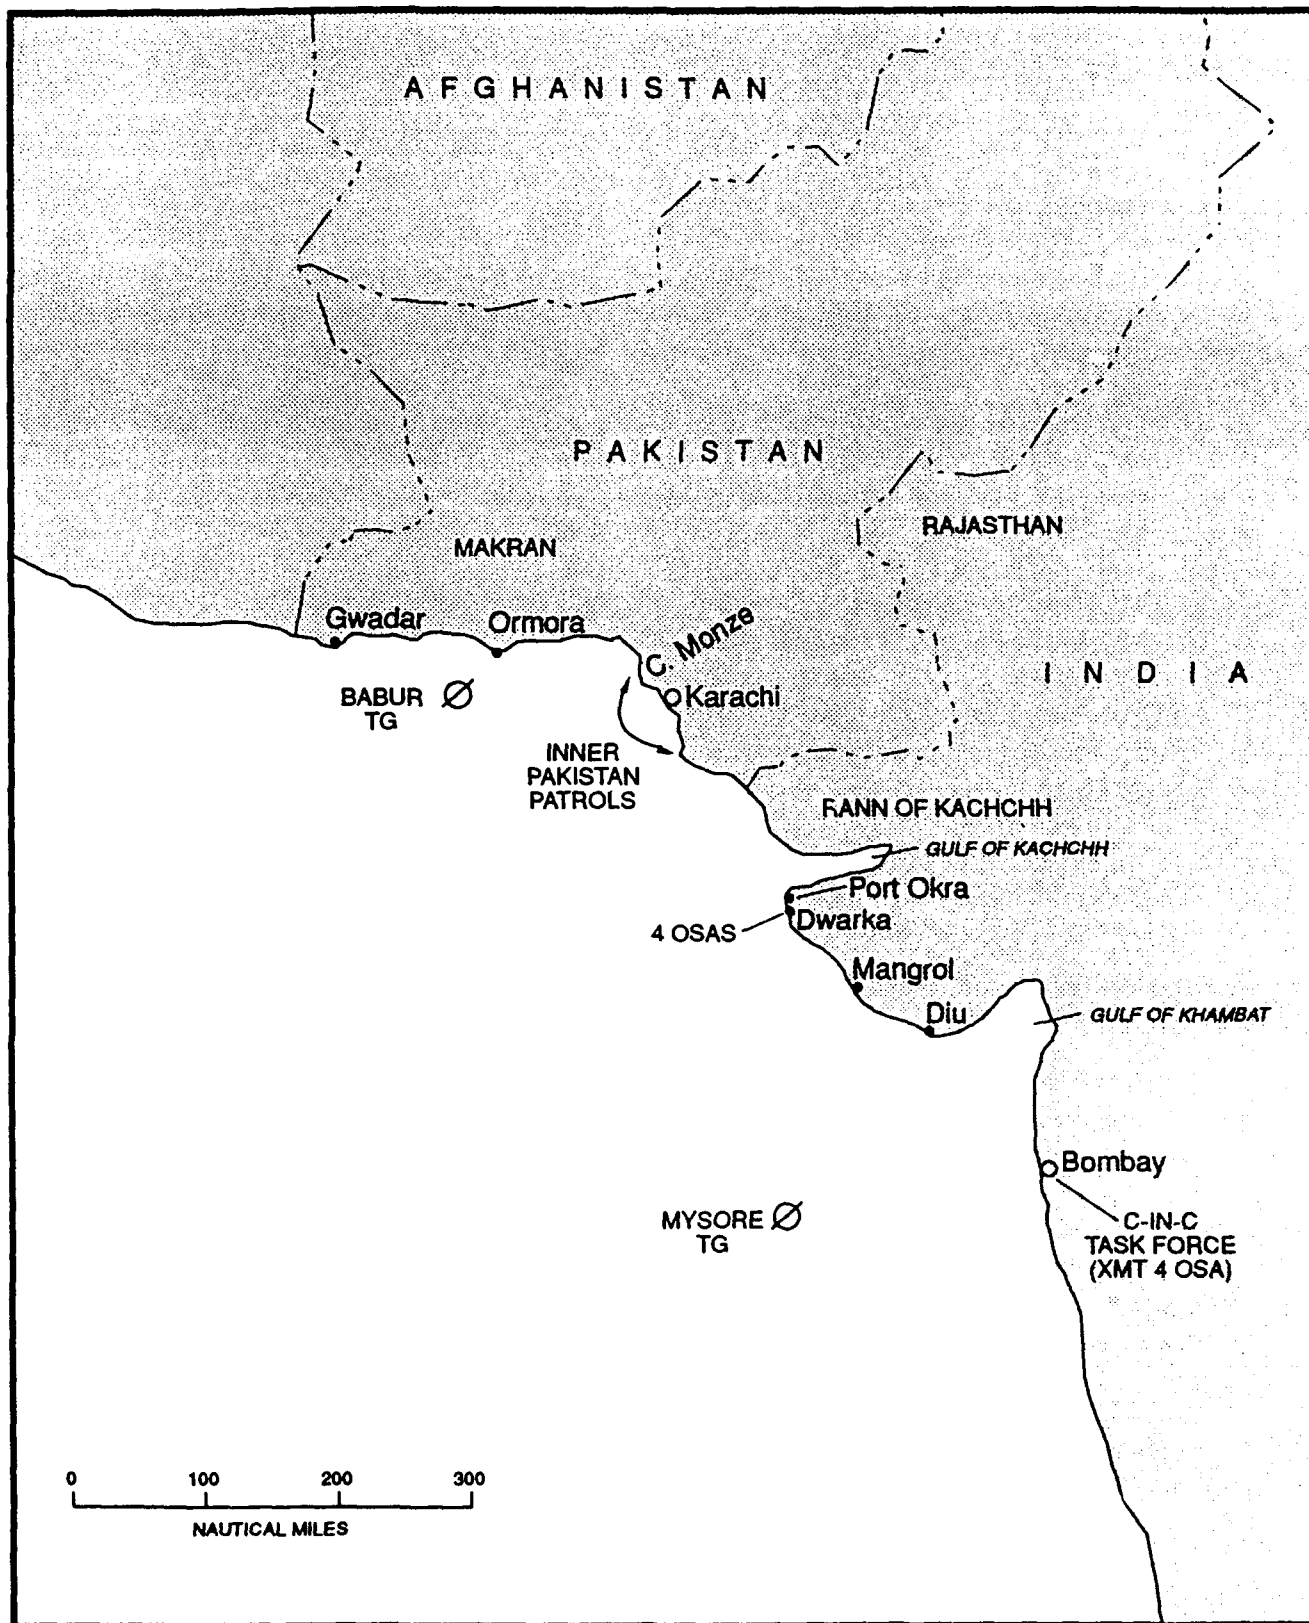 AFGHANISTAN
PAKISTAN
RAJASTHAN
MAKRAN
Gwadar
Ormora
C. Monze
INDIA
BABUR
TG
Karachi
INNER
PAKISTAN
PATROLS
RANN OF KACHCHH
GULF OF KACHCHH
Port Okra
4 OSAS
Dwarka
Mangrol
Diu
GULF OF KHAMBAT
Bombay
MYSORE
TG
C-IN-C
TASK FORCE
(XMT 4 OSA)
0 100 200 300
NAUTICAL MILES